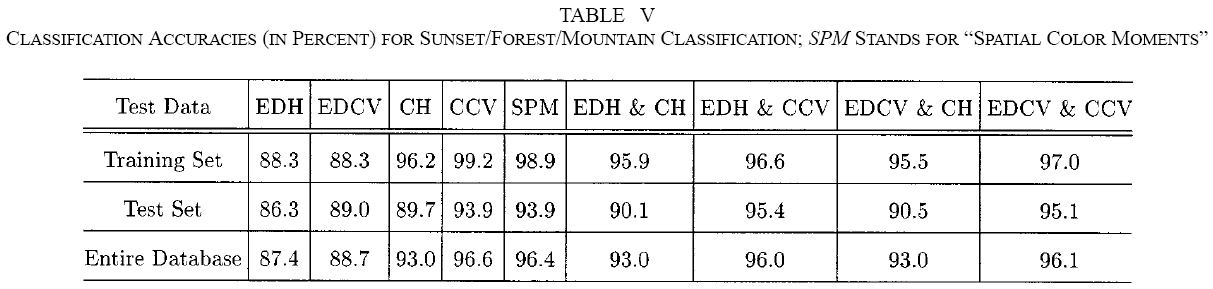 TABLE V
CLASSIFICATION ACCURACIES (IN PERCENT) FOR SUNSET/FOREST/MOUNTAIN CLASSIFICATION; SPM STANDS FOR “SPATIAL COLOR MOMENTS”
Test Data EDH EDCV CH CCV SPM EDH & CH EDH & CCV EDCV & CH EDCV & CCV
Training Set 88.3 88.3 96.2 99.2 98.9 95.9 96.6 95.5 97.0
Test Set 86.3 89.0 89.7 93.9 93.9 90.1 95.4 90.5 95.1
Entire Database 87.4 88.7 93.0 96.6 96.4 93.0 96.0 93.0 96.1